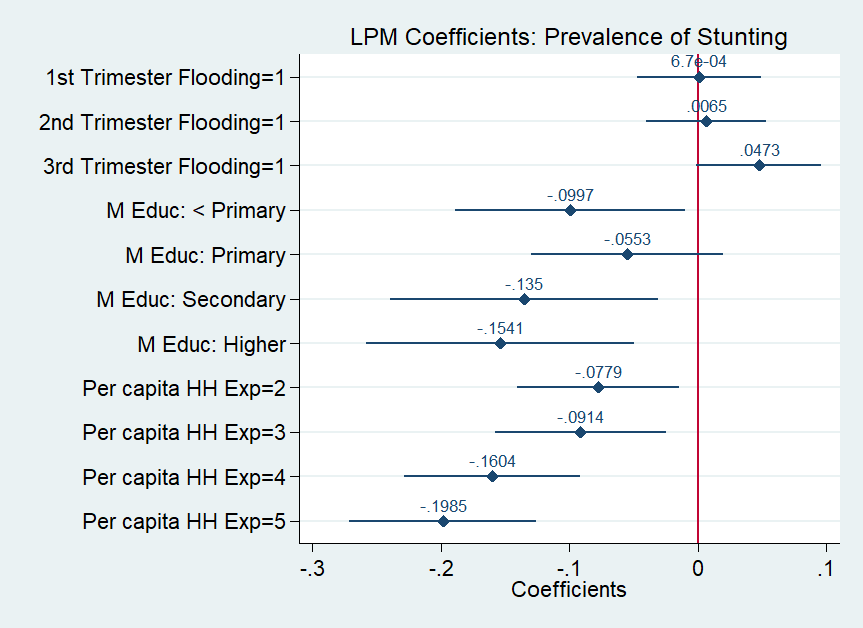 LPM Coefficients: Prevalence of Stunting
1st Trimester Flooding=1
6.7e-04
2nd Trimester Flooding=1
.0065
3rd Trimester Flooding=1
.0473
M Educ: < Primary
-.0997
M Educ: Primary
-.0553
M Educ: Secondary
-.135
M Educ: Higher
-.1541
Per capita HH Exp=2
-.0779
Per capita HH Exp=3
-.0914
Per capita HH Exp=4
-.1604
Per capita HH Exp=5
-.1985
-.3 -.2 -.1 0 .1
Coefficients